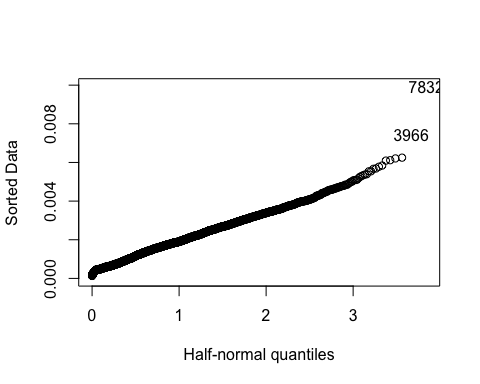 7832
3966
Sorted Data
0.008
0.004
0.000
0 1 2 3
Half-normal quantiles